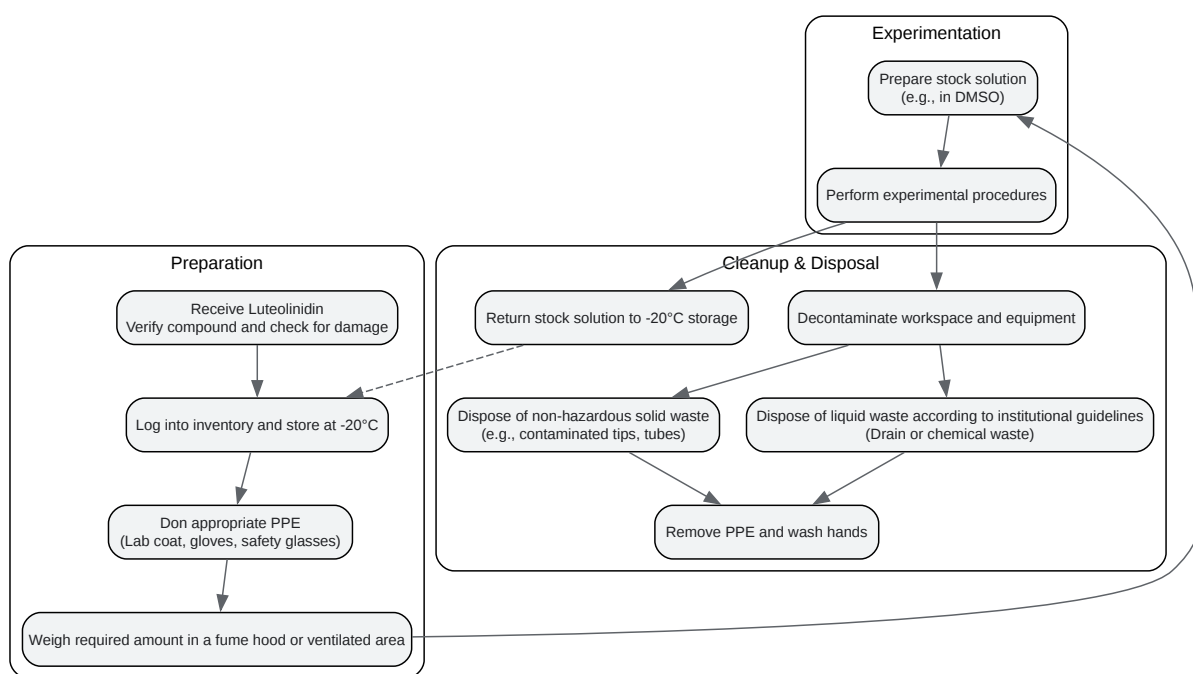 Experimentation
Prepare stock solution
(e.g., in DMSO)
Perform experimental procedures
Preparation
Receive Luteolinidin
Verify compound and check for damage
Log into inventory and store at -20°C
Don appropriate PPE
(Lab coat, gloves, safety glasses)
Weigh required amount in a fume hood or ventilated area
Cleanup & Disposal
Return stock solution to -20°C storage
Decontaminate workspace and equipment
Dispose of non-hazardous solid waste
(e.g., contaminated tips, tubes)
Dispose of liquid waste according to institutional guidelines
(Drain or chemical waste)
Remove PPE and wash hands